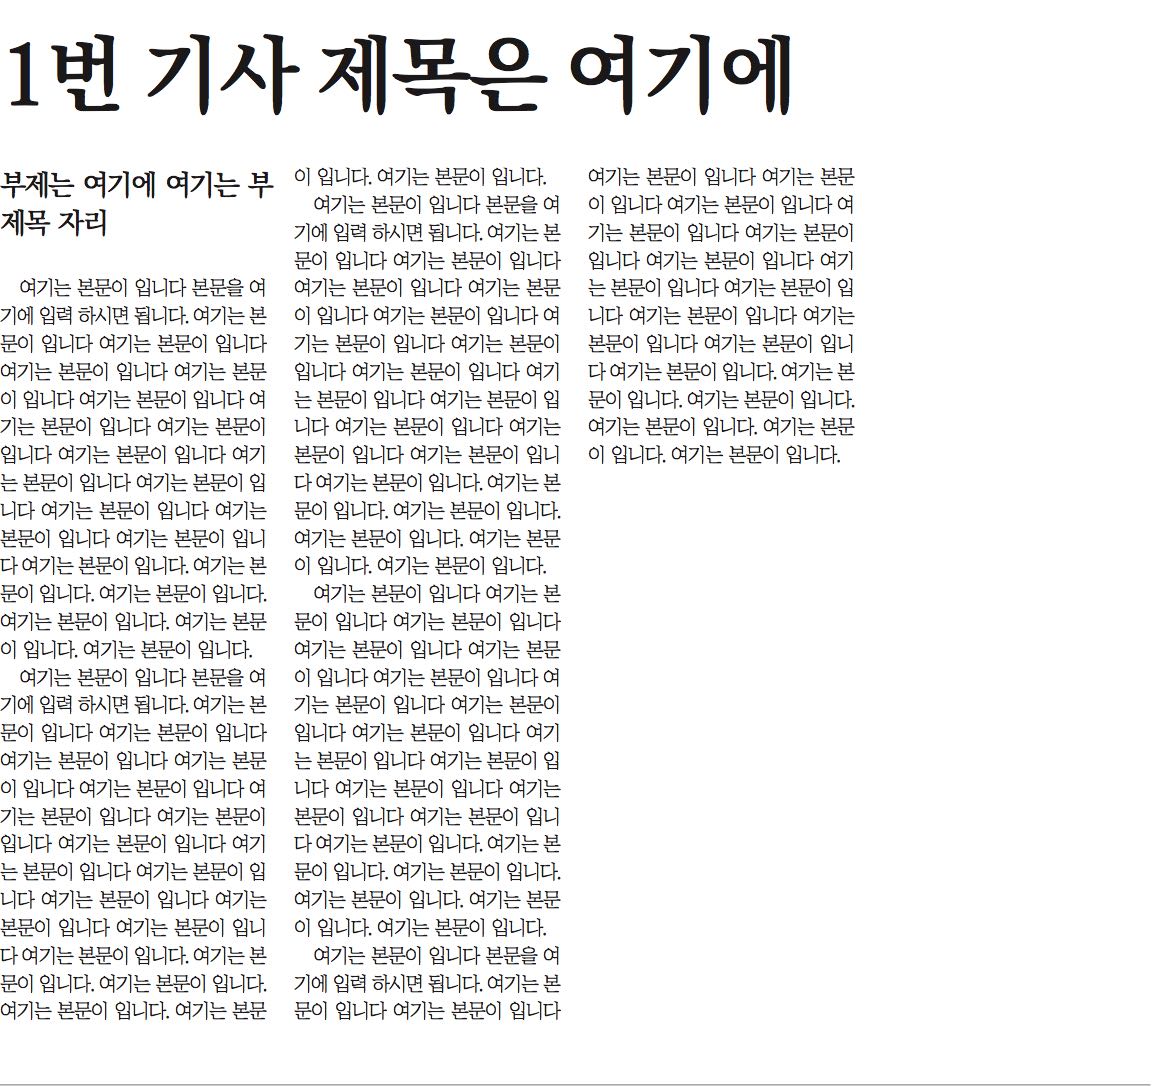 1번 기사 제목은 여기에
부제는 여기에 여기는 부
제목 자리
여기는 본문이 입니다 본문을 여
기에 입력 하시면 됩니다. 여기는 본
문이 입니다 여기는 본문이 입니다
여기는 본문이 입니다 여기는 본문
이 입니다 여기는 본문이 입니다 여
기는 본문이 입니다 여기는 본문이
입니다 여기는 본문이 입니다 여기
는 본문이 입니다 여기는 본문이 입
니다 여기는 본문이 입니다 여기는
본문이 입니다 여기는 본문이 입니
다 여기는 본문이 입니다. 여기는 본
문이 입니다. 여기는 본문이 입니다.
여기는 본문이 입니다. 여기는 본문
이 입니다. 여기는 본문이 입니다.
여기는 본문이 입니다 본문을 여
기에 입력 하시면 됩니다. 여기는 본
문이 입니다 여기는 본문이 입니다
여기는 본문이 입니다 여기는 본문
이 입니다 여기는 본문이 입니다 여
기는 본문이 입니다 여기는 본문이
입니다 여기는 본문이 입니다 여기
는 본문이 입니다 여기는 본문이 입
니다 여기는 본문이 입니다 여기는
본문이 입니다 여기는 본문이 입니
다 여기는 본문이 입니다. 여기는 본
문이 입니다. 여기는 본문이 입니다.
여기는 본문이 입니다. 여기는 본문
이 입니다. 여기는 본문이 입니다.
여기는 본문이 입니다 본문을 여
기에 입력 하시면 됩니다. 여기는 본
문이 입니다 여기는 본문이 입니다
여기는 본문이 입니다 여기는 본문
이 입니다 여기는 본문이 입니다 여
기는 본문이 입니다 여기는 본문이
입니다 여기는 본문이 입니다 여기
는 본문이 입니다 여기는 본문이 입
니다 여기는 본문이 입니다 여기는
본문이 입니다 여기는 본문이 입니
다 여기는 본문이 입니다. 여기는 본
문이 입니다. 여기는 본문이 입니다.
여기는 본문이 입니다. 여기는 본문
이 입니다. 여기는 본문이 입니다.
여기는 본문이 입니다 여기는 본
문이 입니다 여기는 본문이 입니다
여기는 본문이 입니다 여기는 본문
이 입니다 여기는 본문이 입니다 여
기는 본문이 입니다 여기는 본문이
입니다 여기는 본문이 입니다 여기
는 본문이 입니다 여기는 본문이 입
니다 여기는 본문이 입니다 여기는
본문이 입니다 여기는 본문이 입니
다 여기는 본문이 입니다. 여기는 본
문이 입니다. 여기는 본문이 입니다.
여기는 본문이 입니다. 여기는 본문
이 입니다. 여기는 본문이 입니다.
여기는 본문이 입니다 본문을 여
기에 입력 하시면 됩니다. 여기는 본
문이 입니다 여기는 본문이 입니다
여기는 본문이 입니다 여기는 본문
이 입니다 여기는 본문이 입니다 여
기는 본문이 입니다 여기는 본문이
입니다 여기는 본문이 입니다 여기
는 본문이 입니다 여기는 본문이 입
니다 여기는 본문이 입니다 여기는
본문이 입니다 여기는 본문이 입니
다 여기는 본문이 입니다. 여기는 본
문이 입니다. 여기는 본문이 입니다.
여기는 본문이 입니다. 여기는 본문
이 입니다. 여기는 본문이 입니다.